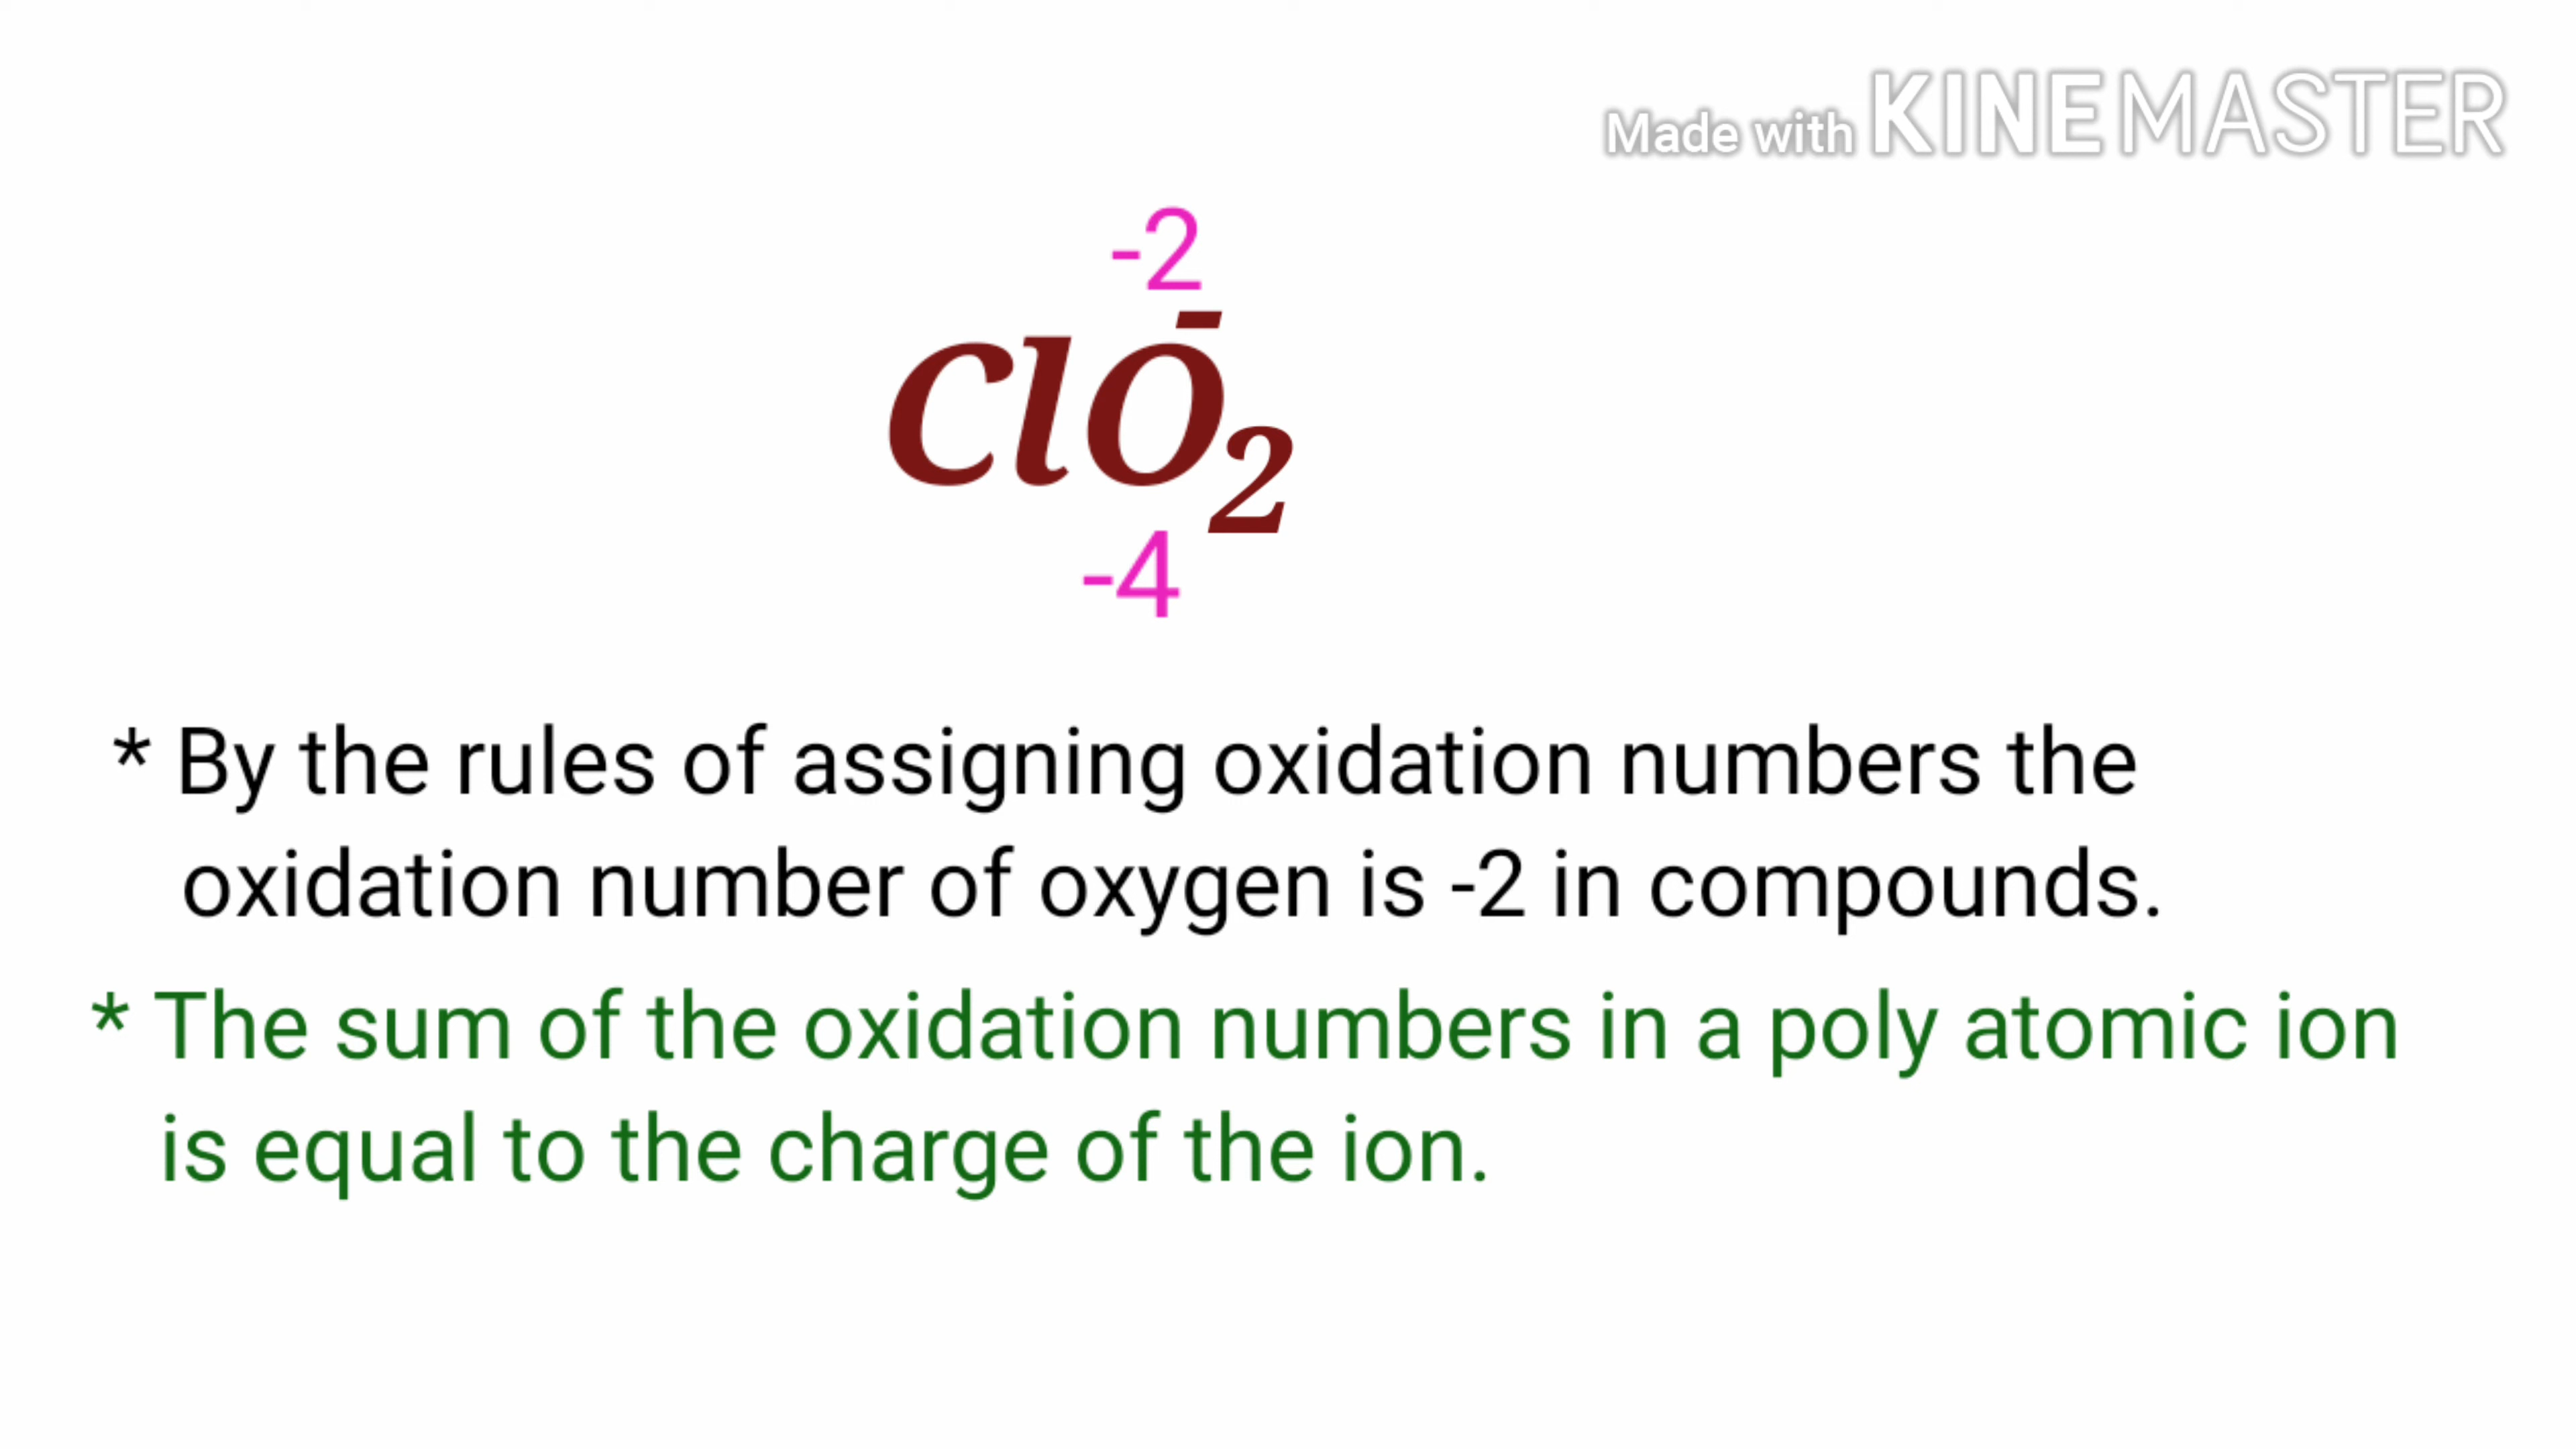 Made with KINEMASTER
-2
clō₂
-4
* By the rules of assigning oxidation numbers the
oxidation number of oxygen is -2 in compounds.
* The sum of the oxidation numbers in a poly atomic ion
is equal to the charge of the ion.